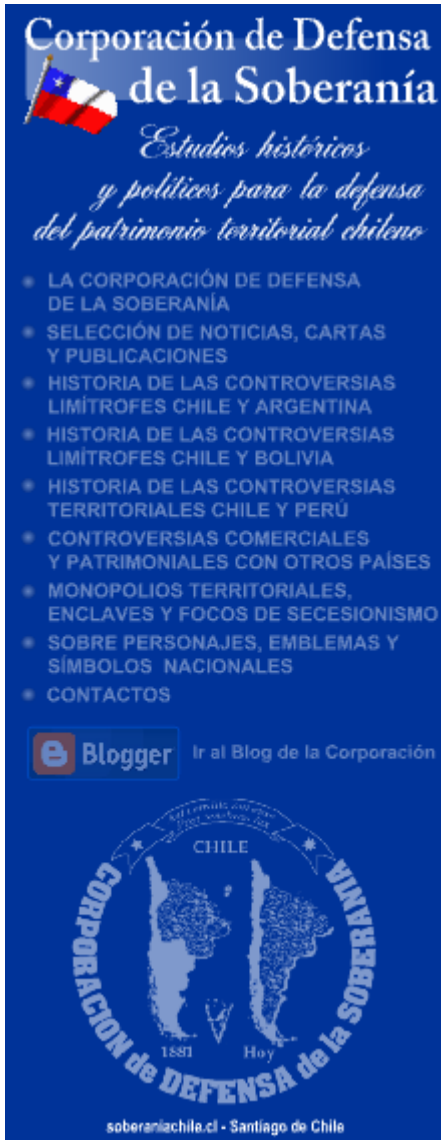 Corporación de Defensa
de la Soberanía
Estudios históricos
y políticos para la defensa
del patrimonio territorial chileno
LA CORPORACIÓN DE DEFENSA
DE LA SOBERANÍA
SELECCIÓN DE NOTICIAS, CARTAS
Y PUBLICACIONES
HISTORIA DE LAS CONTROVERSIAS
LIMÍTROFES CHILE Y ARGENTINA
HISTORIA DE LAS CONTROVERSIAS
LIMÍTROFES CHILE Y BOLIVIA
HISTORIA DE LAS CONTROVERSIAS
TERRITORIALES CHILE Y PERÚ
CONTROVERSIAS COMERCIALES
Y PATRIMONIALES CON OTROS PAÍSES
MONOPOLIOS TERRITORIALES,
ENCLAVES Y FOCOS DE SECESIONISMO
SOBRE PERSONAJES, EMBLEMAS Y
SÍMBOLOS NACIONALES
CONTACTOS
Blogger Ir al Blog de la Corporación
CHILE
1881 Hoy
CORPORACION de DEFENSA de la SOBERANÍA
soberaniachile.cl - Santiago de Chile